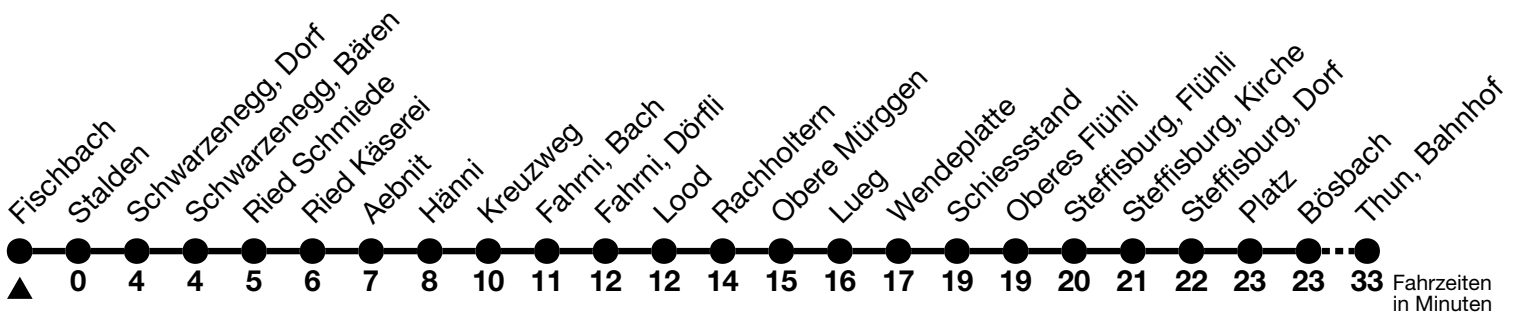 Fischbach
Stalden
Schwarzenegg, Dorf
Schwarzenegg, Bären
Ried Schmiede
Ried Käserei
Aebnit
Hänni
Kreuzweg
Fahrni, Bach
Fahrni, Dörfli
Lood
Rachholtern
Obere Mürggen
Lueg
Wendeplatte
Schiessstand
Oberes Flühli
Steffisburg, Flühli
Steffisburg, Kirche
Steffisburg, Dorf
Platz
Bösbach
Thun, Bahnhof
0 4 4 5 6 7 8 10 11 12 12 14 15 16 17 19 19 20 21 22 23 23 33 Fahrzeiten
in Minuten